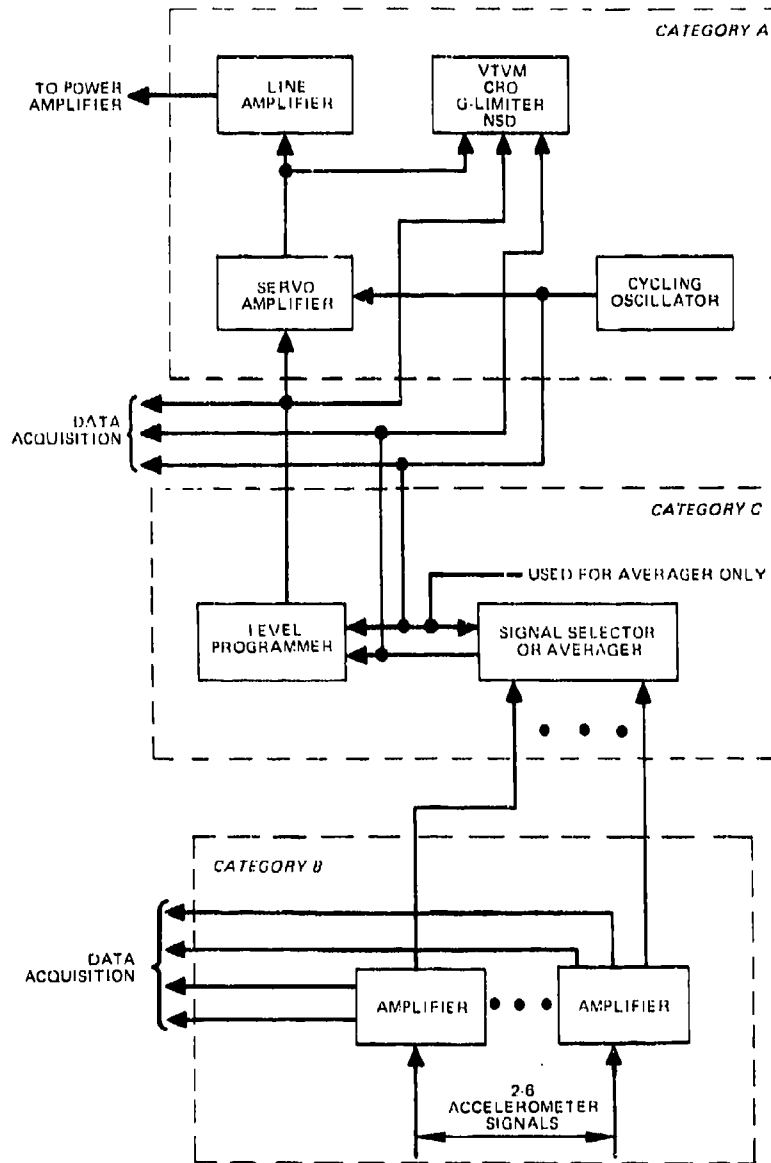 CATEGORY A
TO POWER
AMPLIFIER
LINE
AMPLIFIER
VTVM
CRO
G-LIMITER
NSD
SERVO
AMPLIFIER
CYCLING
OSCILLATOR
DATA
ACQUISITION
CATEGORY C
USED FOR AVERAGER ONLY
LEVEL
PROGRAMMER
SIGNAL SELECTOR
OR AVERAGER
CATEGORY B
DATA
ACQUISITION
AMPLIFIER
AMPLIFIER
2-6
ACCELEROMETER
SIGNALS